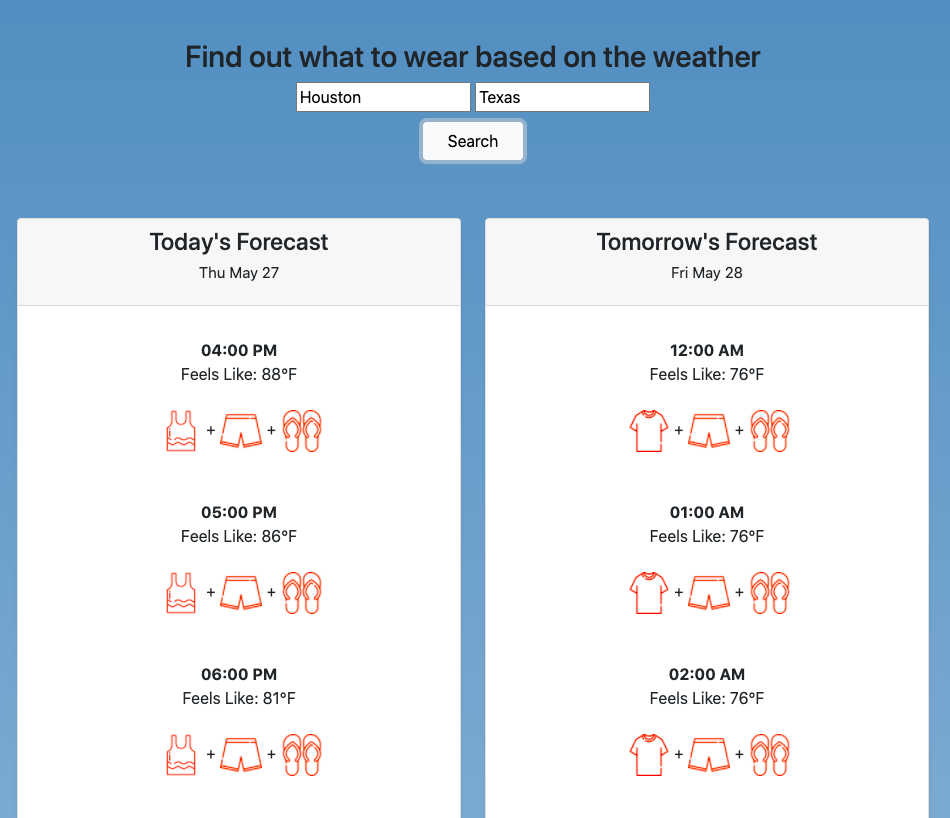 Find out what to wear based on the weather
Houston Texas
Search
Today's Forecast
Thu May 27
04:00 PM
Feels Like: 88°F
+ +
05:00 PM
Feels Like: 86°F
+ +
06:00 PM
Feels Like: 81°F
+ +
Tomorrow's Forecast
Fri May 28
12:00 AM
Feels Like: 76°F
+ +
01:00 AM
Feels Like: 76°F
+ +
02:00 AM
Feels Like: 76°F
+ +